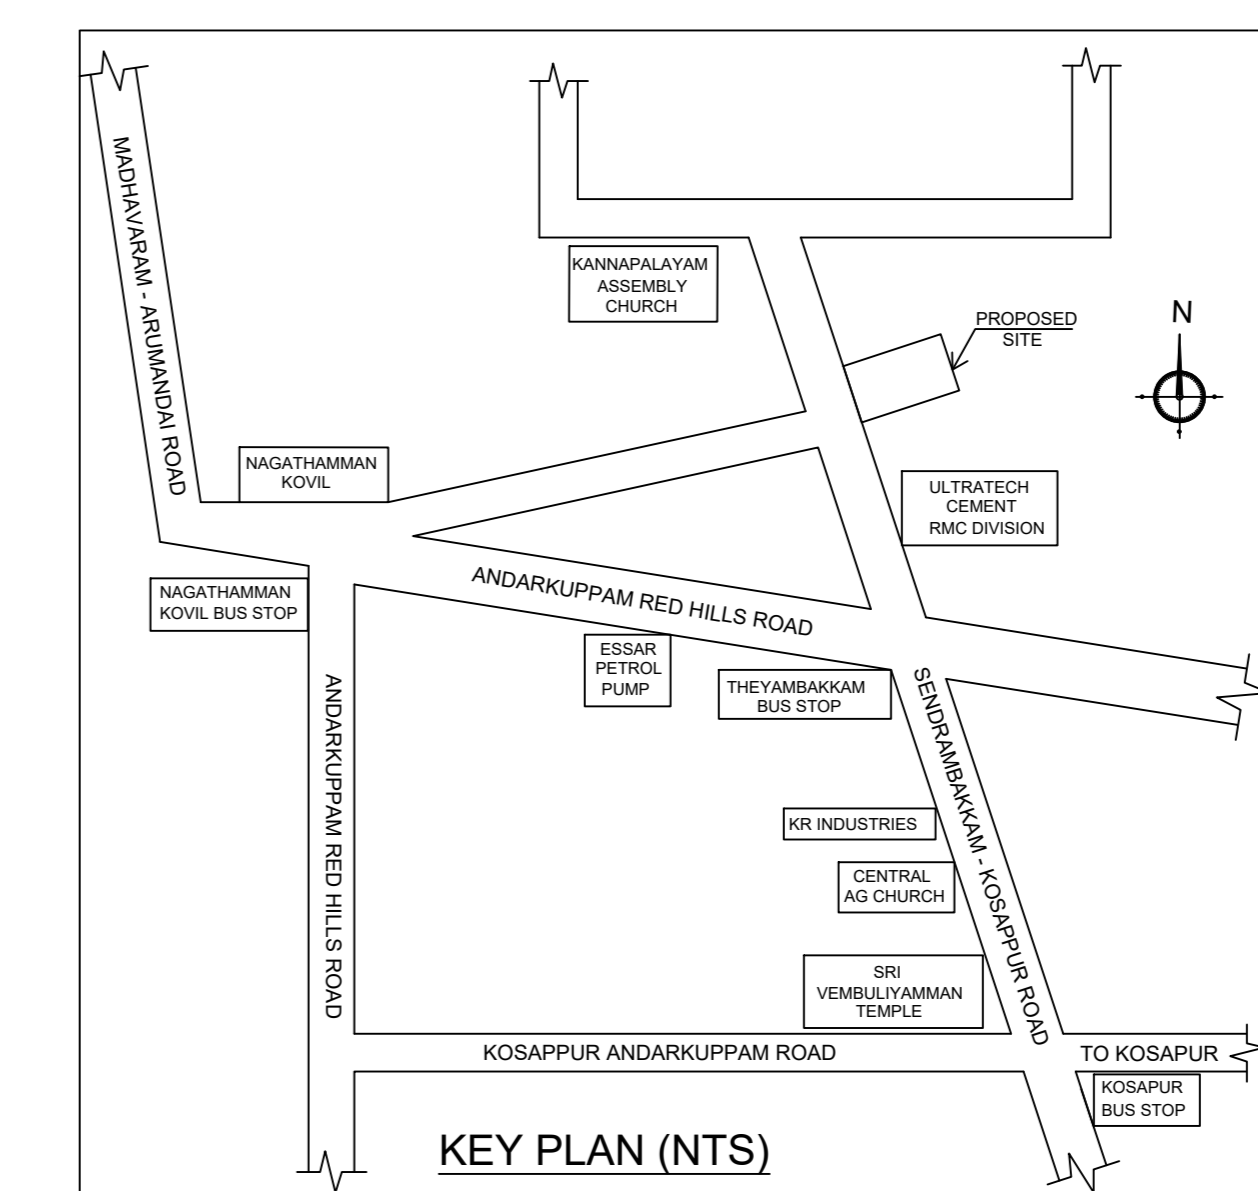 MADHAVARAM - ARUMANDAI ROAD
KANNAPALAYAM
ASSEMBLY
CHURCH
PROPOSED
SITE
N
NAGATHAMMAN
KOVIL
ULTRATECH
CEMENT
RMC DIVISION
NAGATHAMMAN
KOVIL BUS STOP
ANDARKUPPAM RED HILLS ROAD
ESSAR
PETROL
PUMP
THEYAMBAKKAM
BUS STOP
ANDARKUPPAM RED HILLS ROAD
SENDRAMBAKKAM - KOSAPPUR ROAD
KR INDUSTRIES
CENTRAL
AG CHURCH
SRI
VEMBULIYAMMAN
TEMPLE
KOSAPPUR ANDARKUPPAM ROAD
TO KOSAPUR
KOSAPUR
BUS STOP
KEY PLAN (NTS)